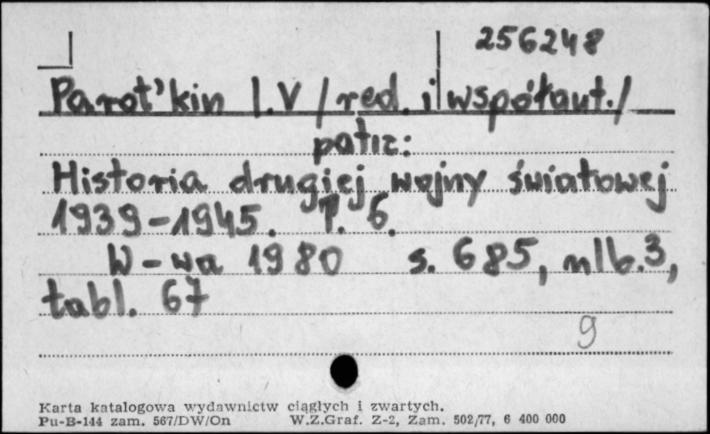 256248
Parot'kin I.V /red. i współaut./
patrz:
Historia drugiej wojny światowej
1939-1945. T. 6.
W-wa 1980 s. 685, nlb. 3,
tabl. 67
9
Karta katalogowa wydawnictw ciągłych i zwartych.
Pu-B-144 zam. 567/DW/On W.Z.Graf. Z-2, Zam. 502/77, 6 400 000